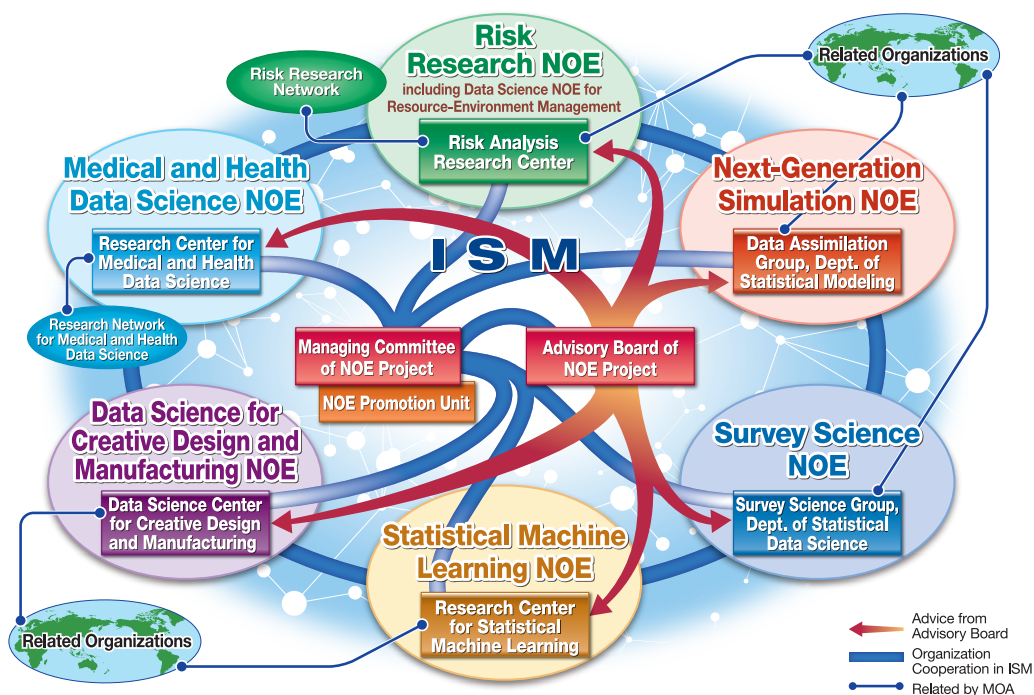 Risk
Research NOE
including Data Science NOE for
Resource-Environment Management
Risk Analysis
Research Center
Risk Research
Network
Related Organizations
Medical and Health
Data Science NOE
Research Center for
Medical and Health
Data Science
Research Network
for Medical and Health
Data Science
Next-Generation
Simulation NOE
Data Assimilation
Group, Dept. of
Statistical Modeling
ISM
Managing Committee
of NOE Project
NOE Promotion Unit
Advisory Board of
NOE Project
Data Science for
Creative Design and
Manufacturing NOE
Data Science Center
for Creative Design
and Manufacturing
Survey Science
NOE
Survey Science Group,
Dept. of Statistical
Data Science
Statistical Machine
Learning NOE
Research Center
for Statistical
Machine Learning
Related Organizations
Advice from
Advisory Board
Organization
Cooperation in ISM
Related by MOA